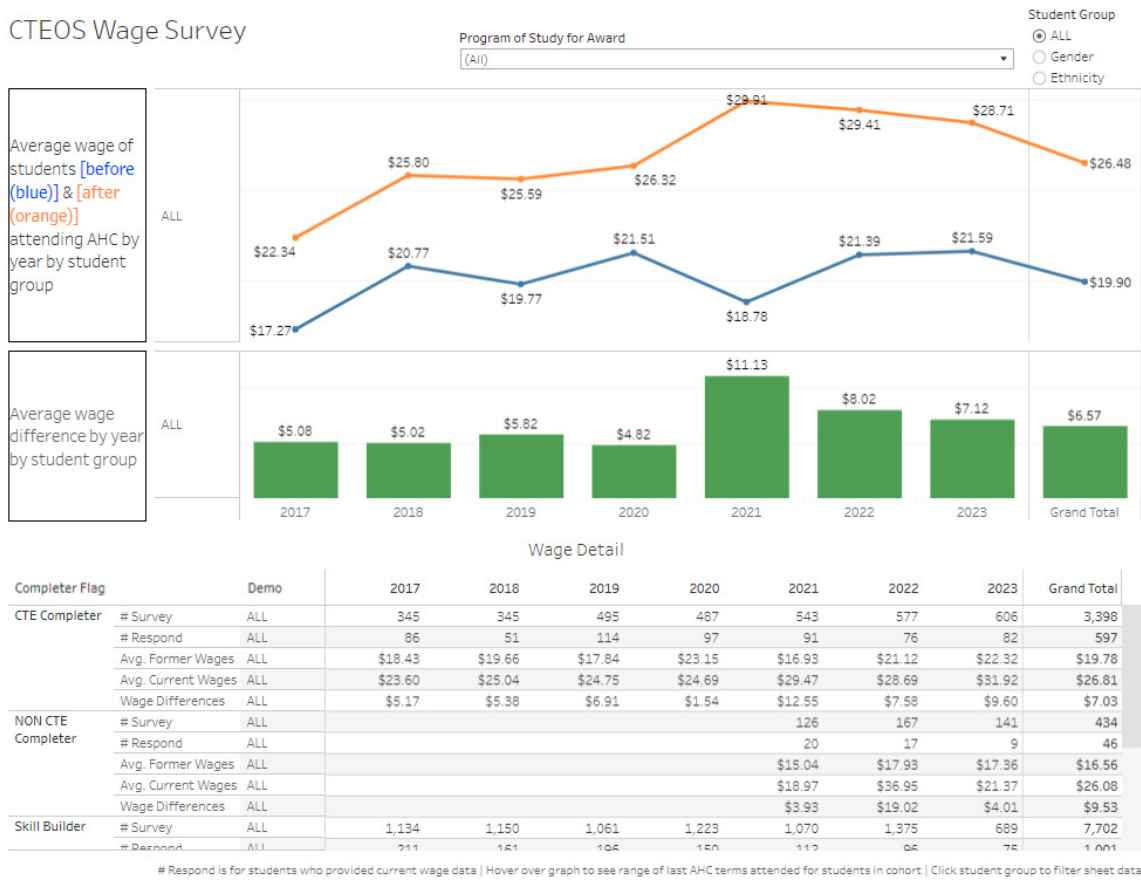 CTEOS Wage Survey
Program of Study for Award
(All)
Student Group
ALL
Gender
Ethnicity
Average wage of
students [before
(blue)] & [after
(orange)]
attending AHC by
year by student
group
ALL
$22.34 $25.80 $25.59 $26.32 $29.91 $29.41 $28.71 $26.48
$17.27 $20.77 $19.77 $21.51 $18.78 $21.39 $21.59 $19.90
Average wage
difference by year
by student group
ALL
$5.08 $5.02 $5.82 $4.82 $11.13 $8.02 $7.12 $6.57
2017 2018 2019 2020 2021 2022 2023 Grand Total
Wage Detail
Completer Flag Demo 2017 2018 2019 2020 2021 2022 2023 Grand Total
CTE Completer # Survey ALL 345 345 495 487 543 577 606 3,398
# Respond ALL 86 51 114 97 91 76 82 597
Avg. Former Wages ALL $18.43 $19.66 $17.84 $23.15 $16.93 $21.12 $22.32 $19.78
Avg. Current Wages ALL $23.60 $25.04 $24.75 $24.69 $29.47 $28.69 $31.92 $26.81
Wage Differences ALL $5.17 $5.38 $6.91 $1.54 $12.55 $7.58 $9.60 $7.03
NON CTE
Completer
# Survey ALL 126 167 141 434
# Respond ALL 20 17 9 46
Avg. Former Wages ALL $15.04 $17.93 $17.36 $16.56
Avg. Current Wages ALL $18.97 $36.95 $21.37 $26.08
Wage Differences ALL $3.93 $19.02 $4.01 $9.53
Skill Builder # Survey ALL 1,134 1,150 1,061 1,223 1,070 1,375 689 7,702
# Respond ALL 211 161 196 150 112 96 75 1,001
# Respond is for students who provided current wage data | Hover over graph to see range of last AHC terms attended for students in cohort | Click student group to filter sheet data